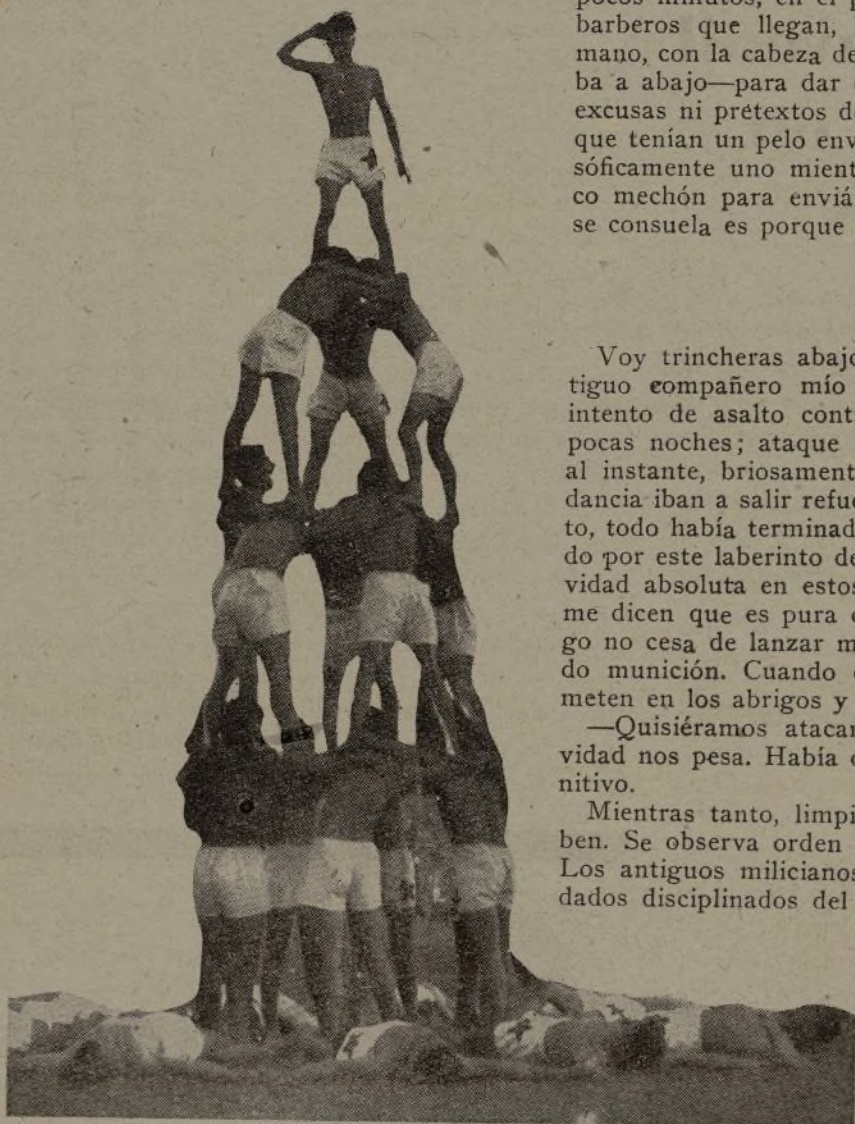 pocos minutos, en el p
barberos que llegan,
mano, con la cabeza de
ba a abajo—para dar
excusas ni pretextos d
que tenían un pelo env
sóficamente uno mient
co mechón para enviá
se consuela es porque
Voy trincheras abajo
tiguo compañero mío
intento de asalto cont
pocas noches; ataque
al instante, briosament
dancia iban a salir refue
to, todo había terminad
do por este laberinto de
vidad absoluta en estos
me dicen que es pura
go no cesa de lanzar m
do munición. Cuando
meten en los abrigos y
—Quisiéramos atacar
vidad nos pesa. Había
nitivo.
Mientras tanto, limpi
ben. Se observa orden
Los antiguos milicianos
dados disciplinados del